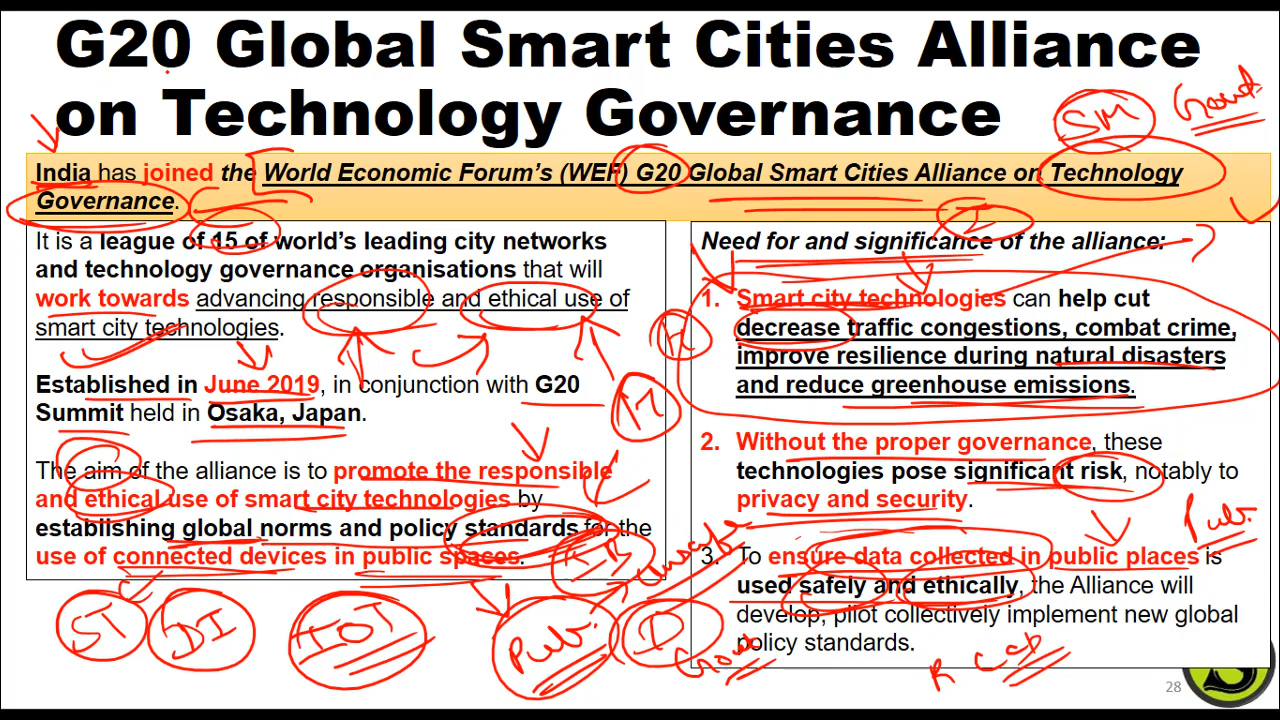 G20 Global Smart Cities Alliance
on Technology Governance
SM Govt
India has joined the World Economic Forum's (WEF) G20 Global Smart Cities Alliance on Technology
Governance.
It is a league of 15 of world's leading city networks
and technology governance organisations that will
work towards advancing responsible and ethical use of
smart city technologies.
Established in June 2019, in conjunction with G20
Summit held in Osaka, Japan.
The aim of the alliance is to promote the responsible
and ethical use of smart city technologies by
establishing global norms and policy standards for the
use of connected devices in public spaces.
ST DI IOT Pub. D
Need for and significance of the alliance:
1. Smart city technologies can help cut
decrease traffic congestions, combat crime,
improve resilience during natural disasters
and reduce greenhouse emissions.
2. Without the proper governance, these
technologies pose significant risk, notably to
privacy and security.
Pub.
3. To ensure data collected in public places is
used safely and ethically, the Alliance will
develop, pilot collectively implement new global
policy standards.
28